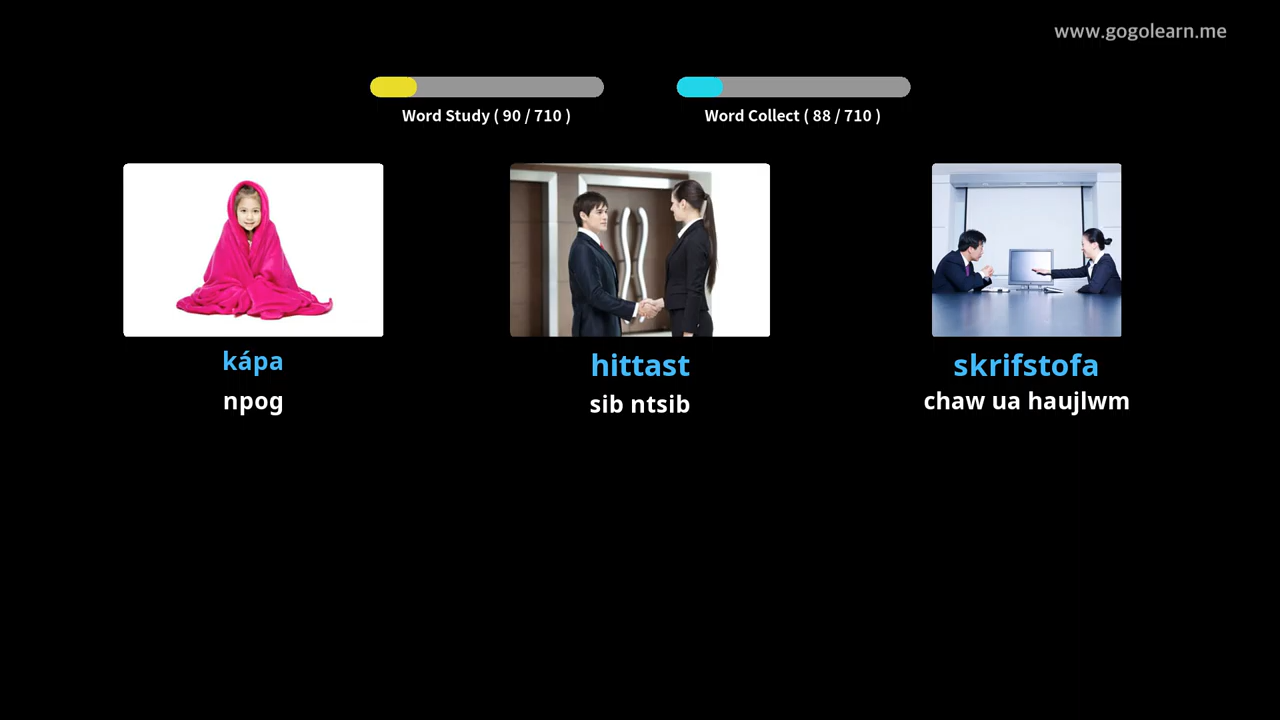 www.gogolearn.me
Word Study ( 90 / 710 )
Word Collect ( 88 / 710 )
kápa
npog
hittast
sib ntsib
skrifstofa
chaw ua haujlwm